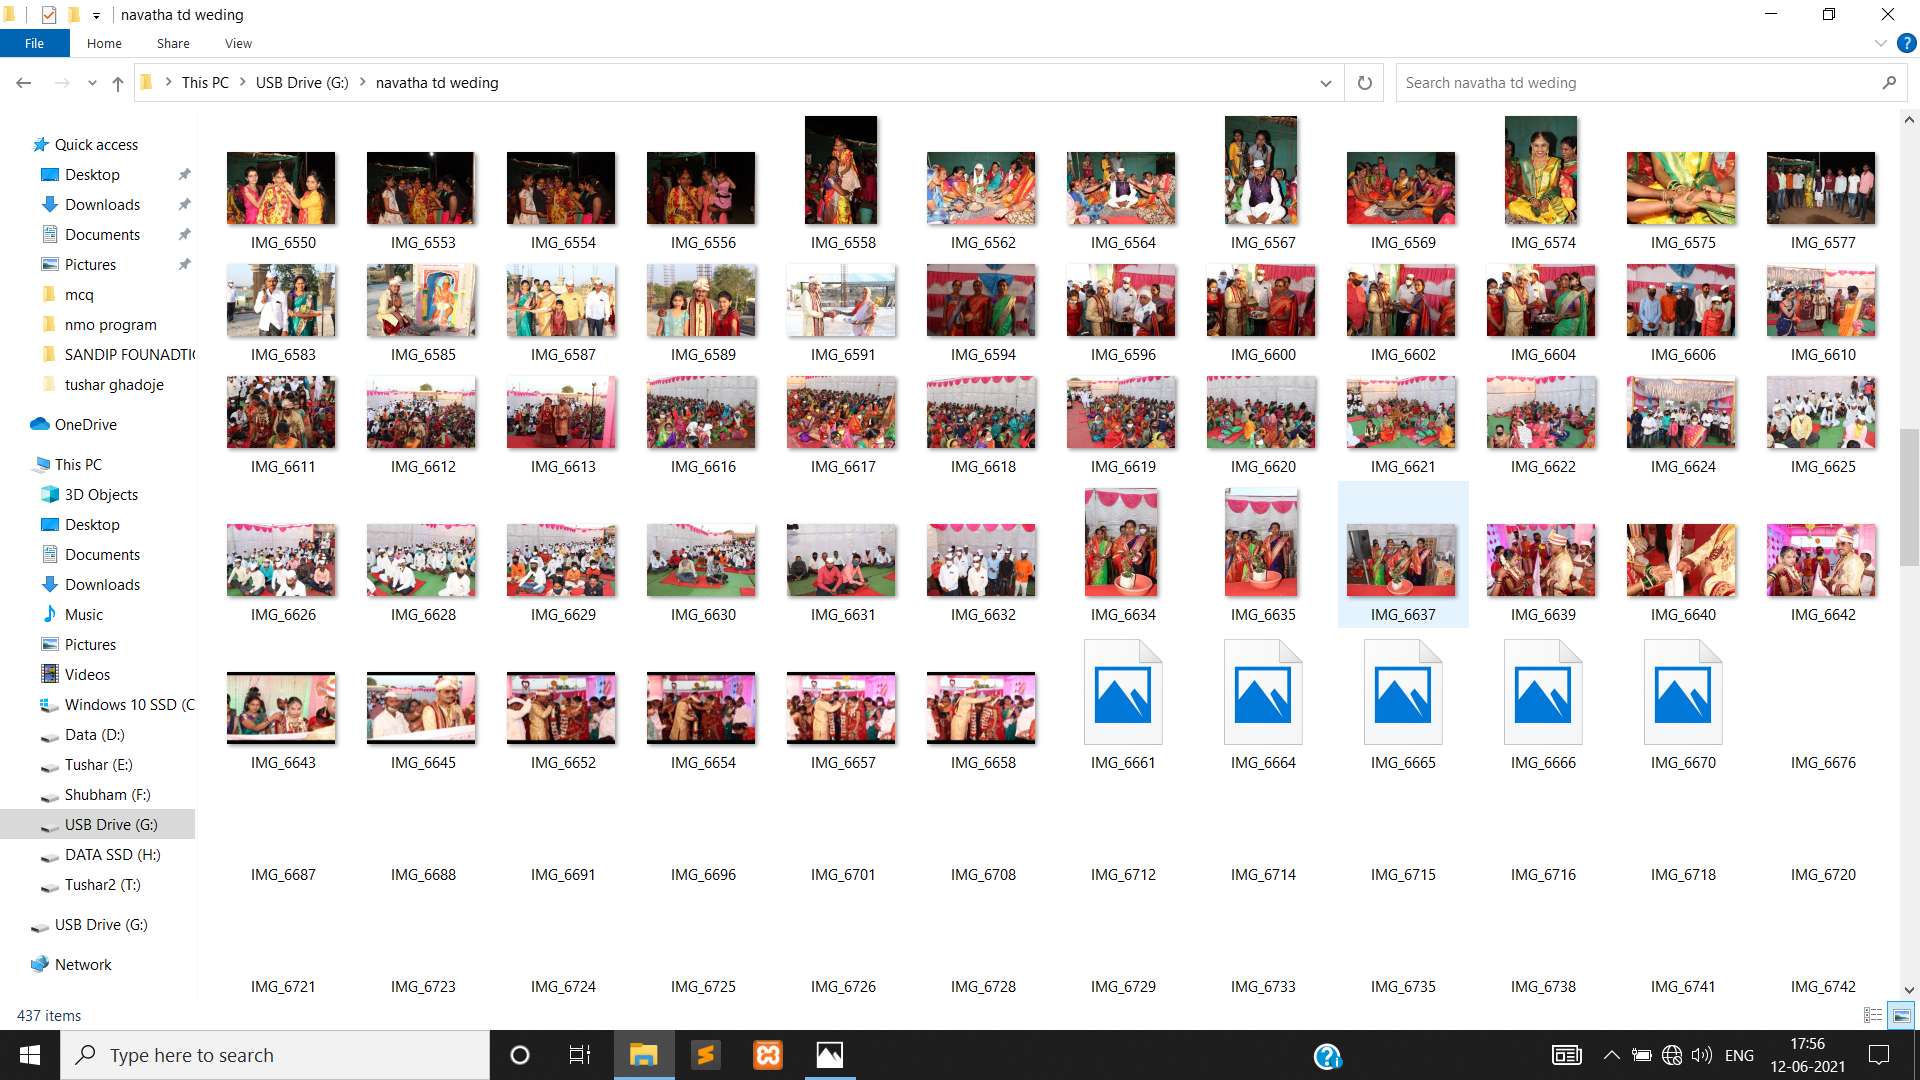 navatha td weding
File Home Share View
This PC USB Drive (G:) navatha td weding
Search navatha td weding
Quick access
Desktop
Downloads
Documents
Pictures
mcq
nmo program
SANDIP FOUNADTI
tushar ghadoje
OneDrive
This PC
3D Objects
Desktop
Documents
Downloads
Music
Pictures
Videos
Windows 10 SSD (C
Data (D:)
Tushar (E:)
Shubham (F:)
USB Drive (G:)
DATA SSD (H:)
Tushar2 (T:)
USB Drive (G:)
Network
IMG_6550 IMG_6553 IMG_6554 IMG_6556 IMG_6558 IMG_6562 IMG_6564 IMG_6567 IMG_6569 IMG_6574 IMG_6575 IMG_6577
IMG_6583 IMG_6585 IMG_6587 IMG_6589 IMG_6591 IMG_6594 IMG_6596 IMG_6600 IMG_6602 IMG_6604 IMG_6606 IMG_6610
IMG_6611 IMG_6612 IMG_6613 IMG_6616 IMG_6617 IMG_6618 IMG_6619 IMG_6620 IMG_6621 IMG_6622 IMG_6624 IMG_6625
IMG_6626 IMG_6628 IMG_6629 IMG_6630 IMG_6631 IMG_6632 IMG_6634 IMG_6635 IMG_6637 IMG_6639 IMG_6640 IMG_6642
IMG_6643 IMG_6645 IMG_6652 IMG_6654 IMG_6657 IMG_6658 IMG_6661 IMG_6664 IMG_6665 IMG_6666 IMG_6670 IMG_6676
IMG_6687 IMG_6688 IMG_6691 IMG_6696 IMG_6701 IMG_6708 IMG_6712 IMG_6714 IMG_6715 IMG_6716 IMG_6718 IMG_6720
IMG_6721 IMG_6723 IMG_6724 IMG_6725 IMG_6726 IMG_6728 IMG_6729 IMG_6733 IMG_6735 IMG_6738 IMG_6741 IMG_6742
437 items
Type here to search
ENG
17:56
12-06-2021